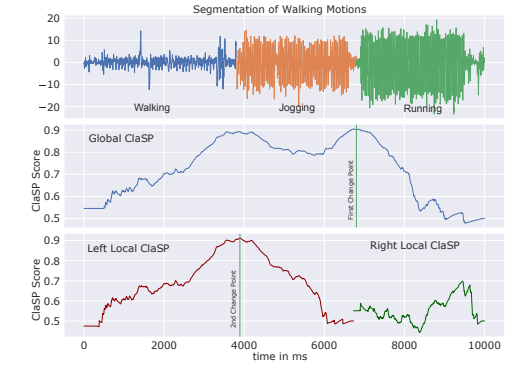 Segmentation of Walking Motions
20
10
0
−10
−20
Walking
Jogging
Running
0.9
0.8
0.7
0.6
0.5
ClaSP Score
Global ClaSP
First Change Point
0.9
0.8
0.7
0.6
0.5
ClaSP Score
Left Local ClaSP
Right Local ClaSP
2nd Change Point
0 2000 4000 6000 8000 10000
time in ms